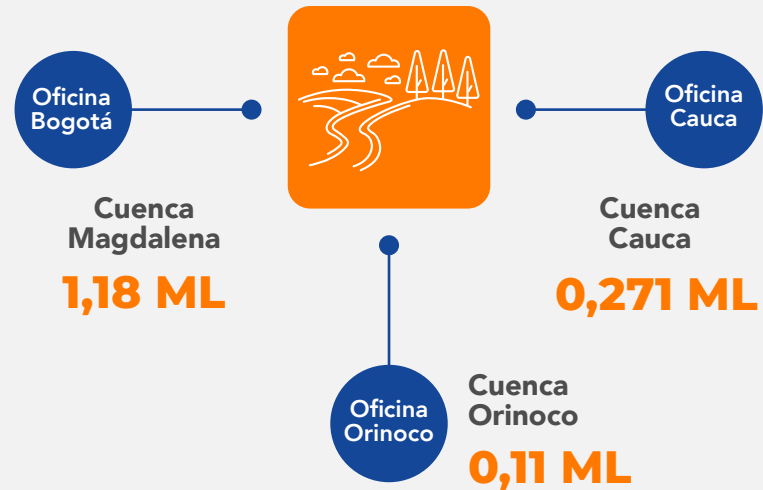 Oficina
Bogotá
Cuenca
Magdalena
1,18 ML
Oficina
Cauca
Cuenca
Cauca
0,271 ML
Oficina
Orinoco
Cuenca
Orinoco
0,11 ML